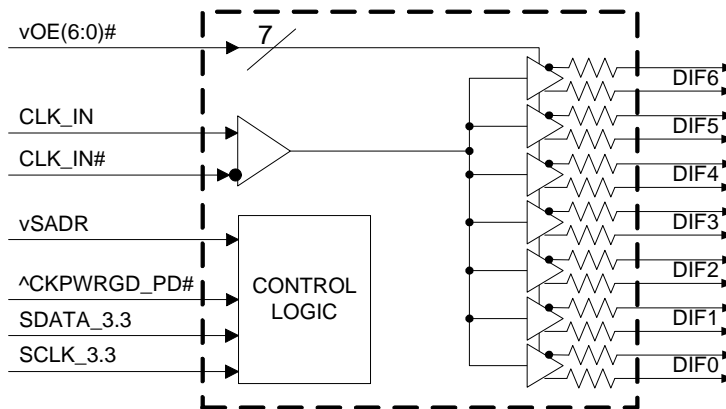 vOE(6:0)#
7
CLK_IN
CLK_IN#
vSADR
^CKPWRGD_PD#
SDATA_3.3
SCLK_3.3
CONTROL
LOGIC
DIF6
DIF5
DIF4
DIF3
DIF2
DIF1
DIF0